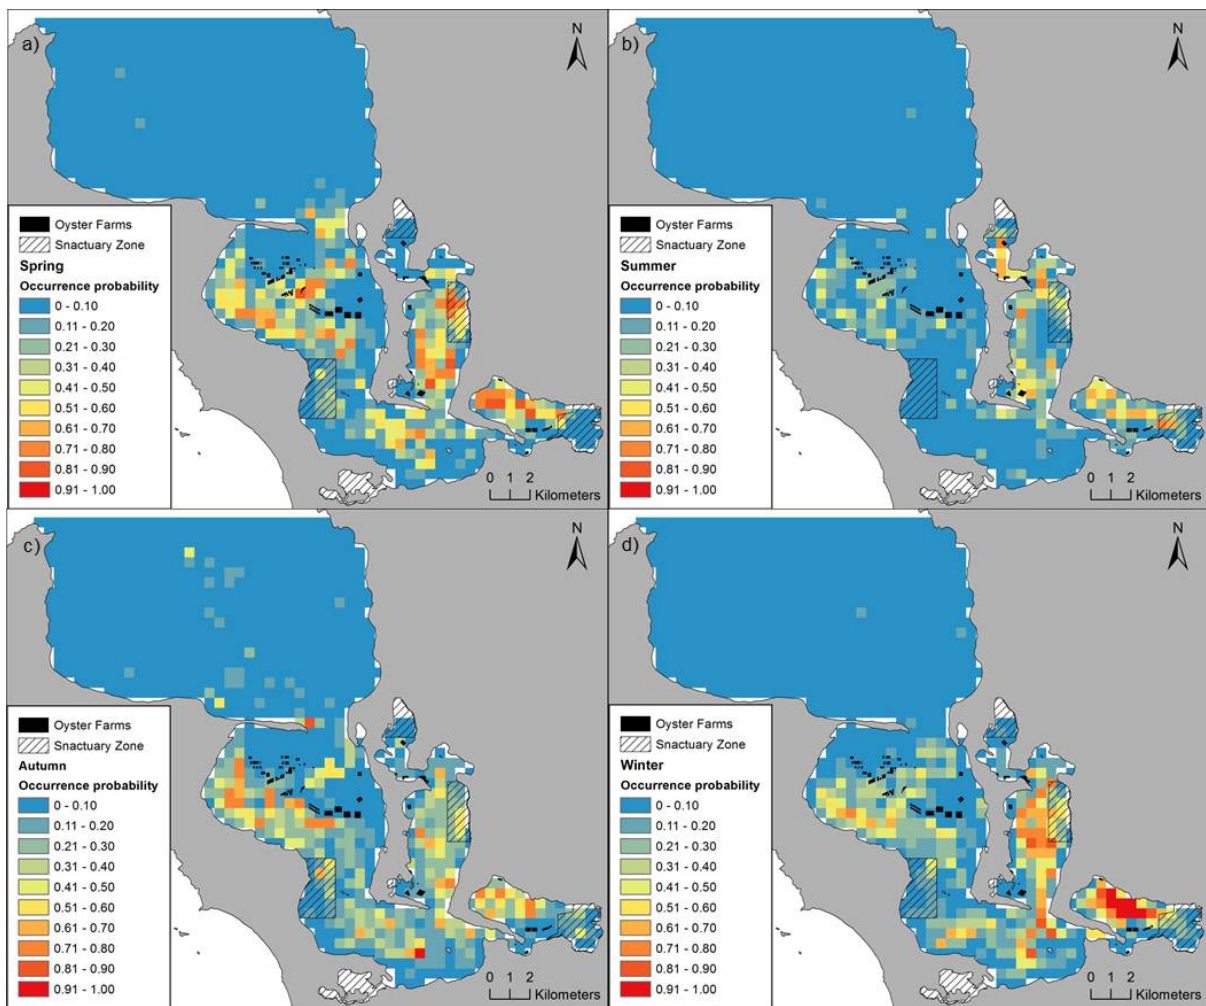 a)
N
Oyster Farms
Snactuary Zone
Spring
Occurrence probability
0 - 0.10
0.11 - 0.20
0.21 - 0.30
0.31 - 0.40
0.41 - 0.50
0.51 - 0.60
0.61 - 0.70
0.71 - 0.80
0.81 - 0.90
0.91 - 1.00
0 1 2
Kilometers
b)
N
Oyster Farms
Snactuary Zone
Summer
Occurrence probability
0 - 0.10
0.11 - 0.20
0.21 - 0.30
0.31 - 0.40
0.41 - 0.50
0.51 - 0.60
0.61 - 0.70
0.71 - 0.80
0.81 - 0.90
0.91 - 1.00
0 1 2
Kilometers
c)
N
Oyster Farms
Snactuary Zone
Autumn
Occurrence probability
0 - 0.10
0.11 - 0.20
0.21 - 0.30
0.31 - 0.40
0.41 - 0.50
0.51 - 0.60
0.61 - 0.70
0.71 - 0.80
0.81 - 0.90
0.91 - 1.00
0 1 2
Kilometers
d)
N
Oyster Farms
Snactuary Zone
Winter
Occurrence probability
0 - 0.10
0.11 - 0.20
0.21 - 0.30
0.31 - 0.40
0.41 - 0.50
0.51 - 0.60
0.61 - 0.70
0.71 - 0.80
0.81 - 0.90
0.91 - 1.00
0 1 2
Kilometers